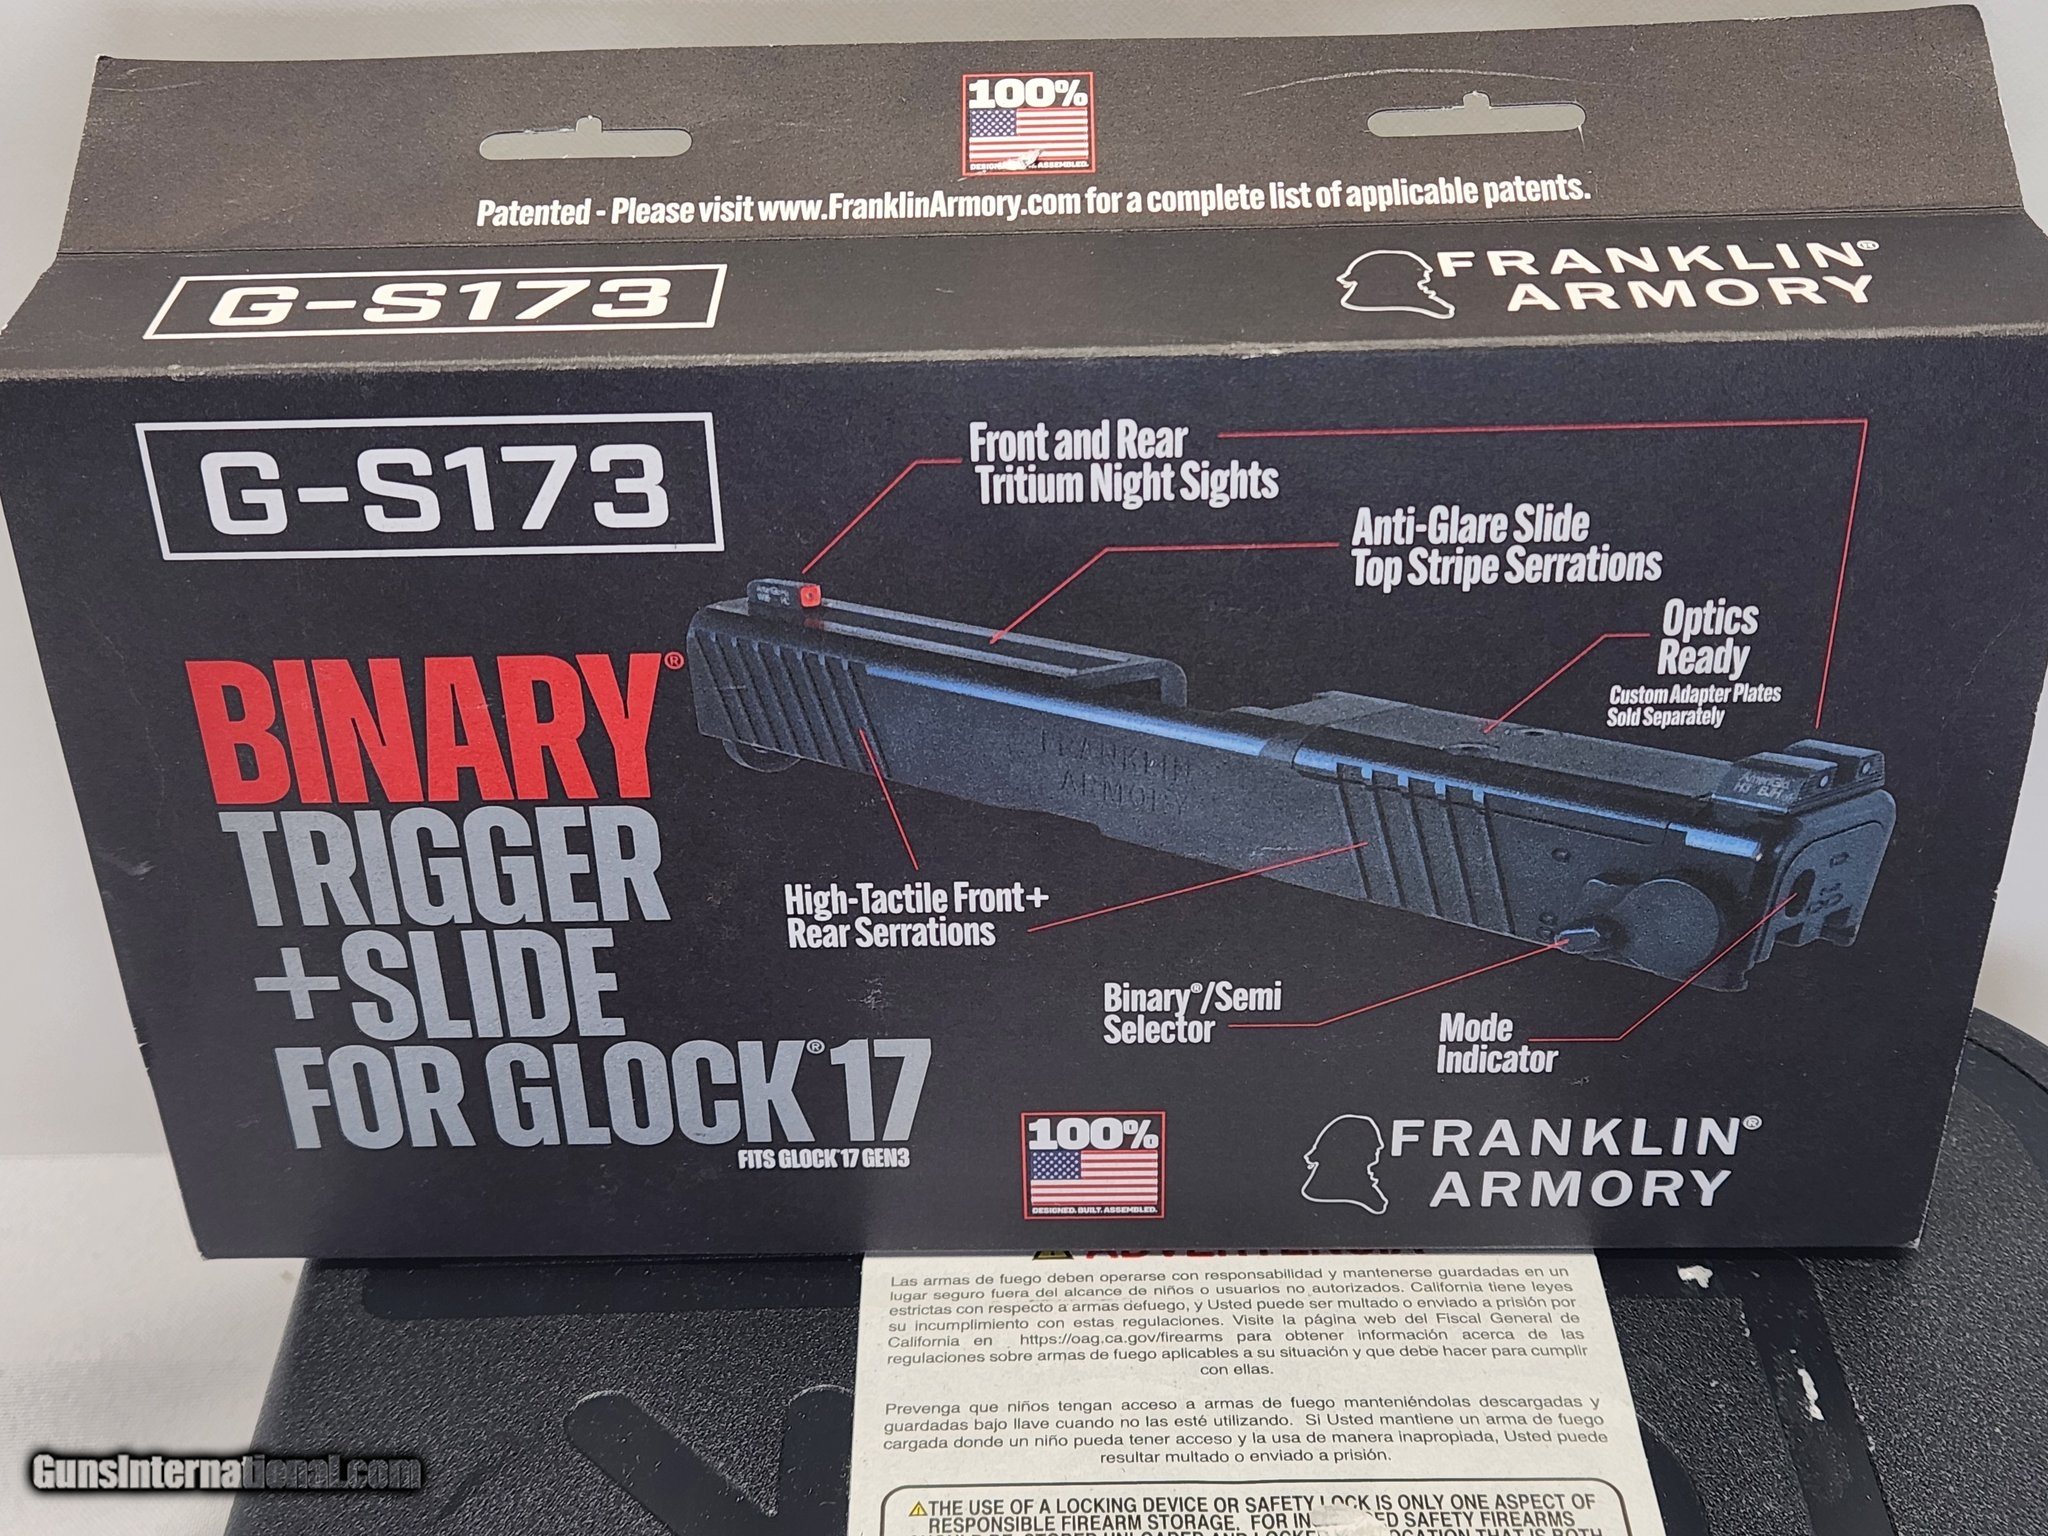 100%
Patented - Please visit www.FranklinArmory.com for a complete list of applicable patents.
G-S173
FRANKLIN®
ARMORY
G-S173
Front and Rear
Tritium Night Sights
Anti-Glare Slide
Top Stripe Serrations
Optics
Ready
Custom Adapter Plates
Sold Separately
BINARY®
TRIGGER
+SLIDE
FOR GLOCK® 17
FITS GLOCK 17 GEN3
FRANKLIN
ARMORY
High-Tactile Front+
Rear Serrations
Binary®/Semi
Selector
Mode
Indicator
100%
DESIGNED. BUILT. ASSEMBLED.
FRANKLIN®
ARMORY
Las armas de fuego deben operarse con responsabilidad y mantenerse guardadas en un
lugar seguro fuera del alcance de niños o usuarios no autorizados. California tiene leyes
estrictas con respecto a armas defuego, y Usted puede ser multado o enviado a prisión por
su incumplimiento con estas regulaciones. Visite la página web del Fiscal General de
California en https://oag.ca.gov/firearms para obtener información acerca de las
regulaciones sobre armas de fuego aplicables a su situación y que debe hacer para cumplir
con ellas.
Prevenga que niños tengan acceso a armas de fuego manteniéndolas descargadas y
guardadas bajo llave cuando no las esté utilizando. Si Usted mantiene un arma de fuego
cargada donde un niño pueda tener acceso y la usa de manera inapropiada, Usted puede
resultar multado o enviado a prisión.
THE USE OF A LOCKING DEVICE OR SAFETY LOCK IS ONLY ONE ASPECT OF
RESPONSIBLE FIREARM STORAGE. FOR SAFETY FIREARMS
GunsInternational.com